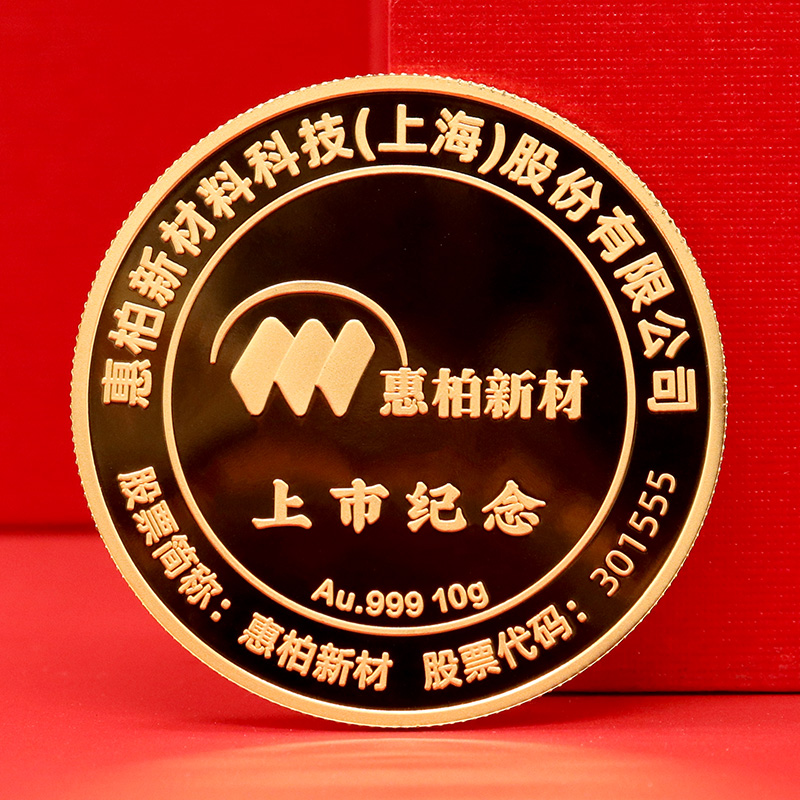 惠柏新材料科技(上海)股份有限公司
惠柏新材
上市纪念
Au.999 10g
股票简称：惠柏新材 股票代码：301555